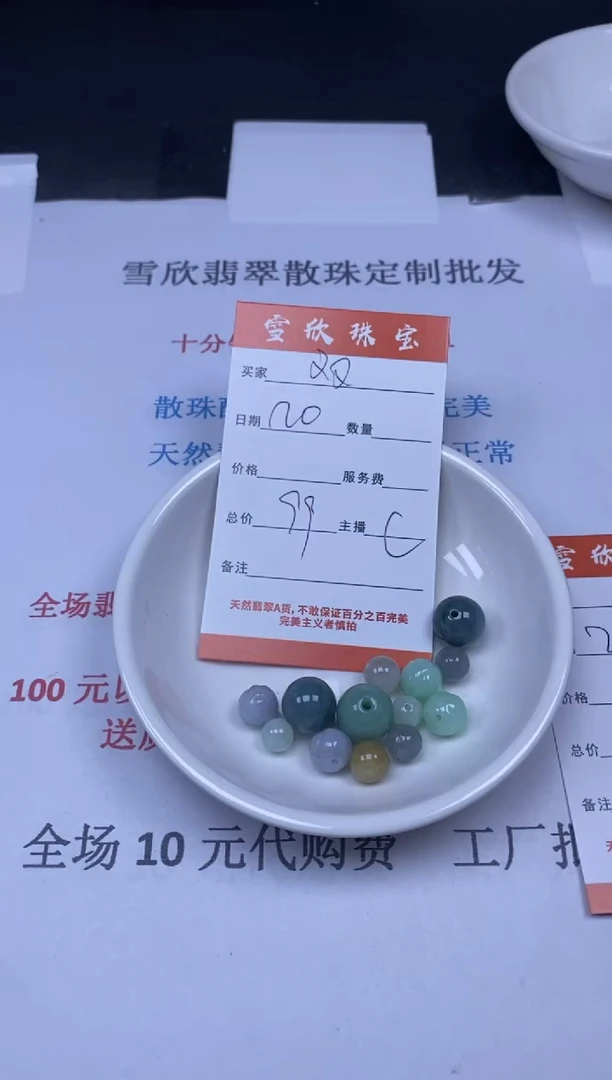 雪欣翡翠散珠定制批发
雪欣珠宝
十分
买家
散珠
完美
日期 20 数量
天然
正常
价格 服务费
总价 99 主播
备注
天然翡翠A货,不敢保证百分之百完美
完美主义者慎拍
全场翡
100元
送
全场10元代购费 工厂批
雪欣
价格
总价
备注